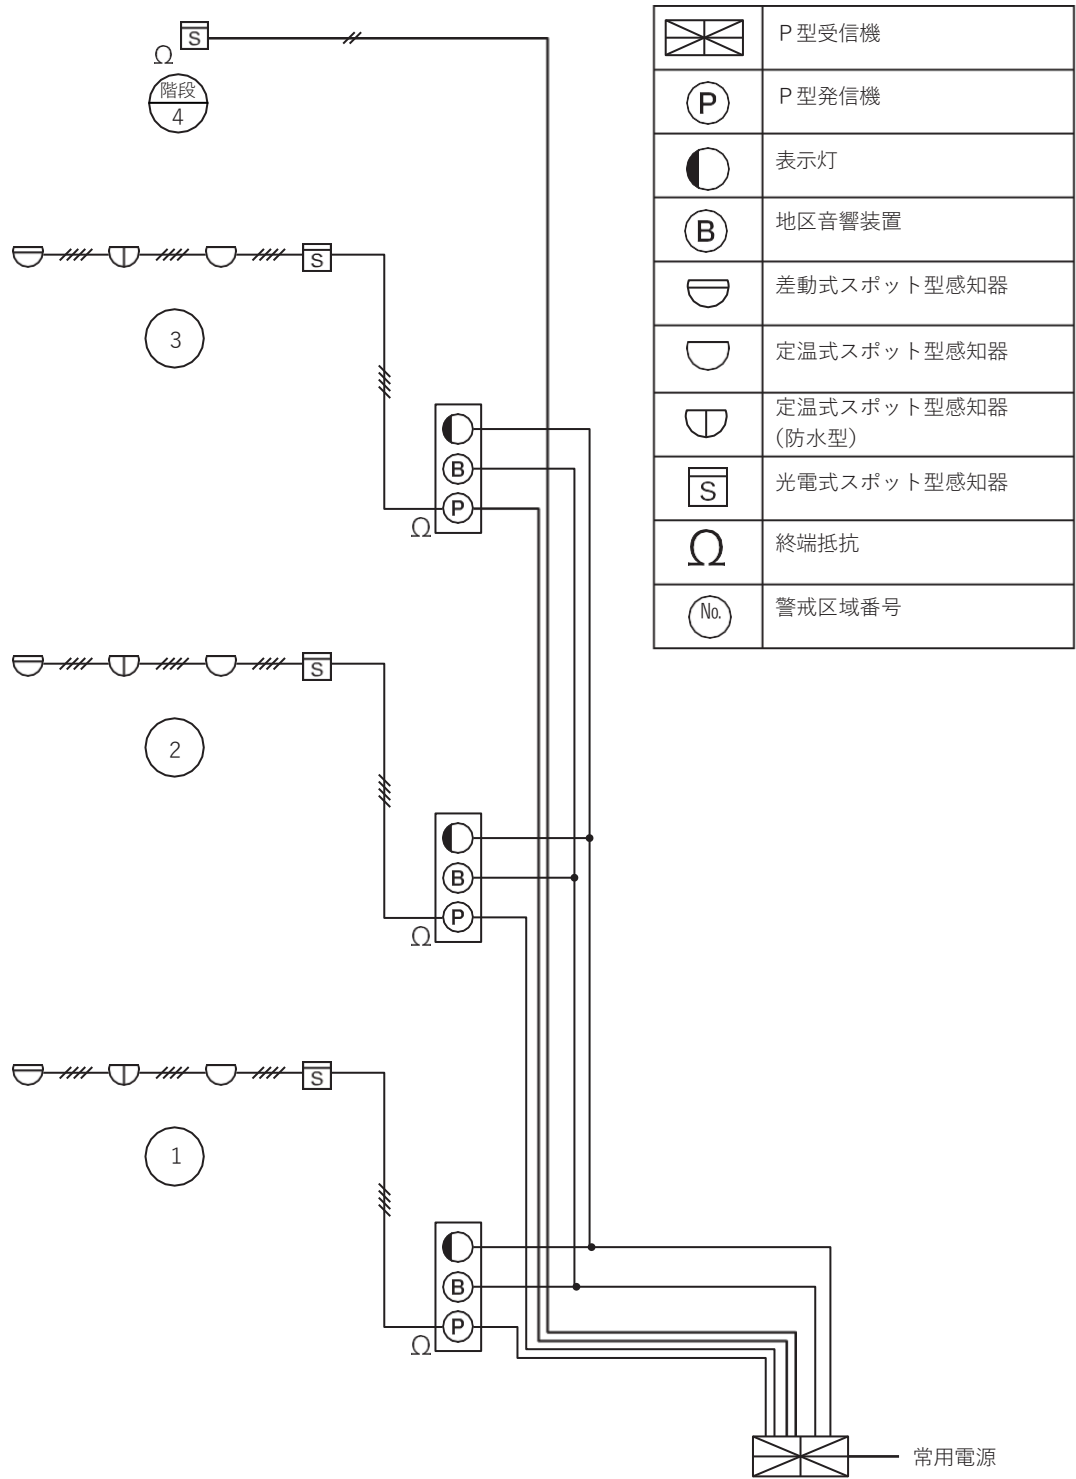 S
Ω
階段
4
S
3
B
P
Ω
S
2
B
P
Ω
S
1
B
P
Ω
常用電源
P型受信機
P
P型発信機
表示灯
B
地区音響装置
差動式スポット型感知器
定温式スポット型感知器
定温式スポット型感知器
(防水型)
S
光電式スポット型感知器
Ω
終端抵抗
No.
警戒区域番号